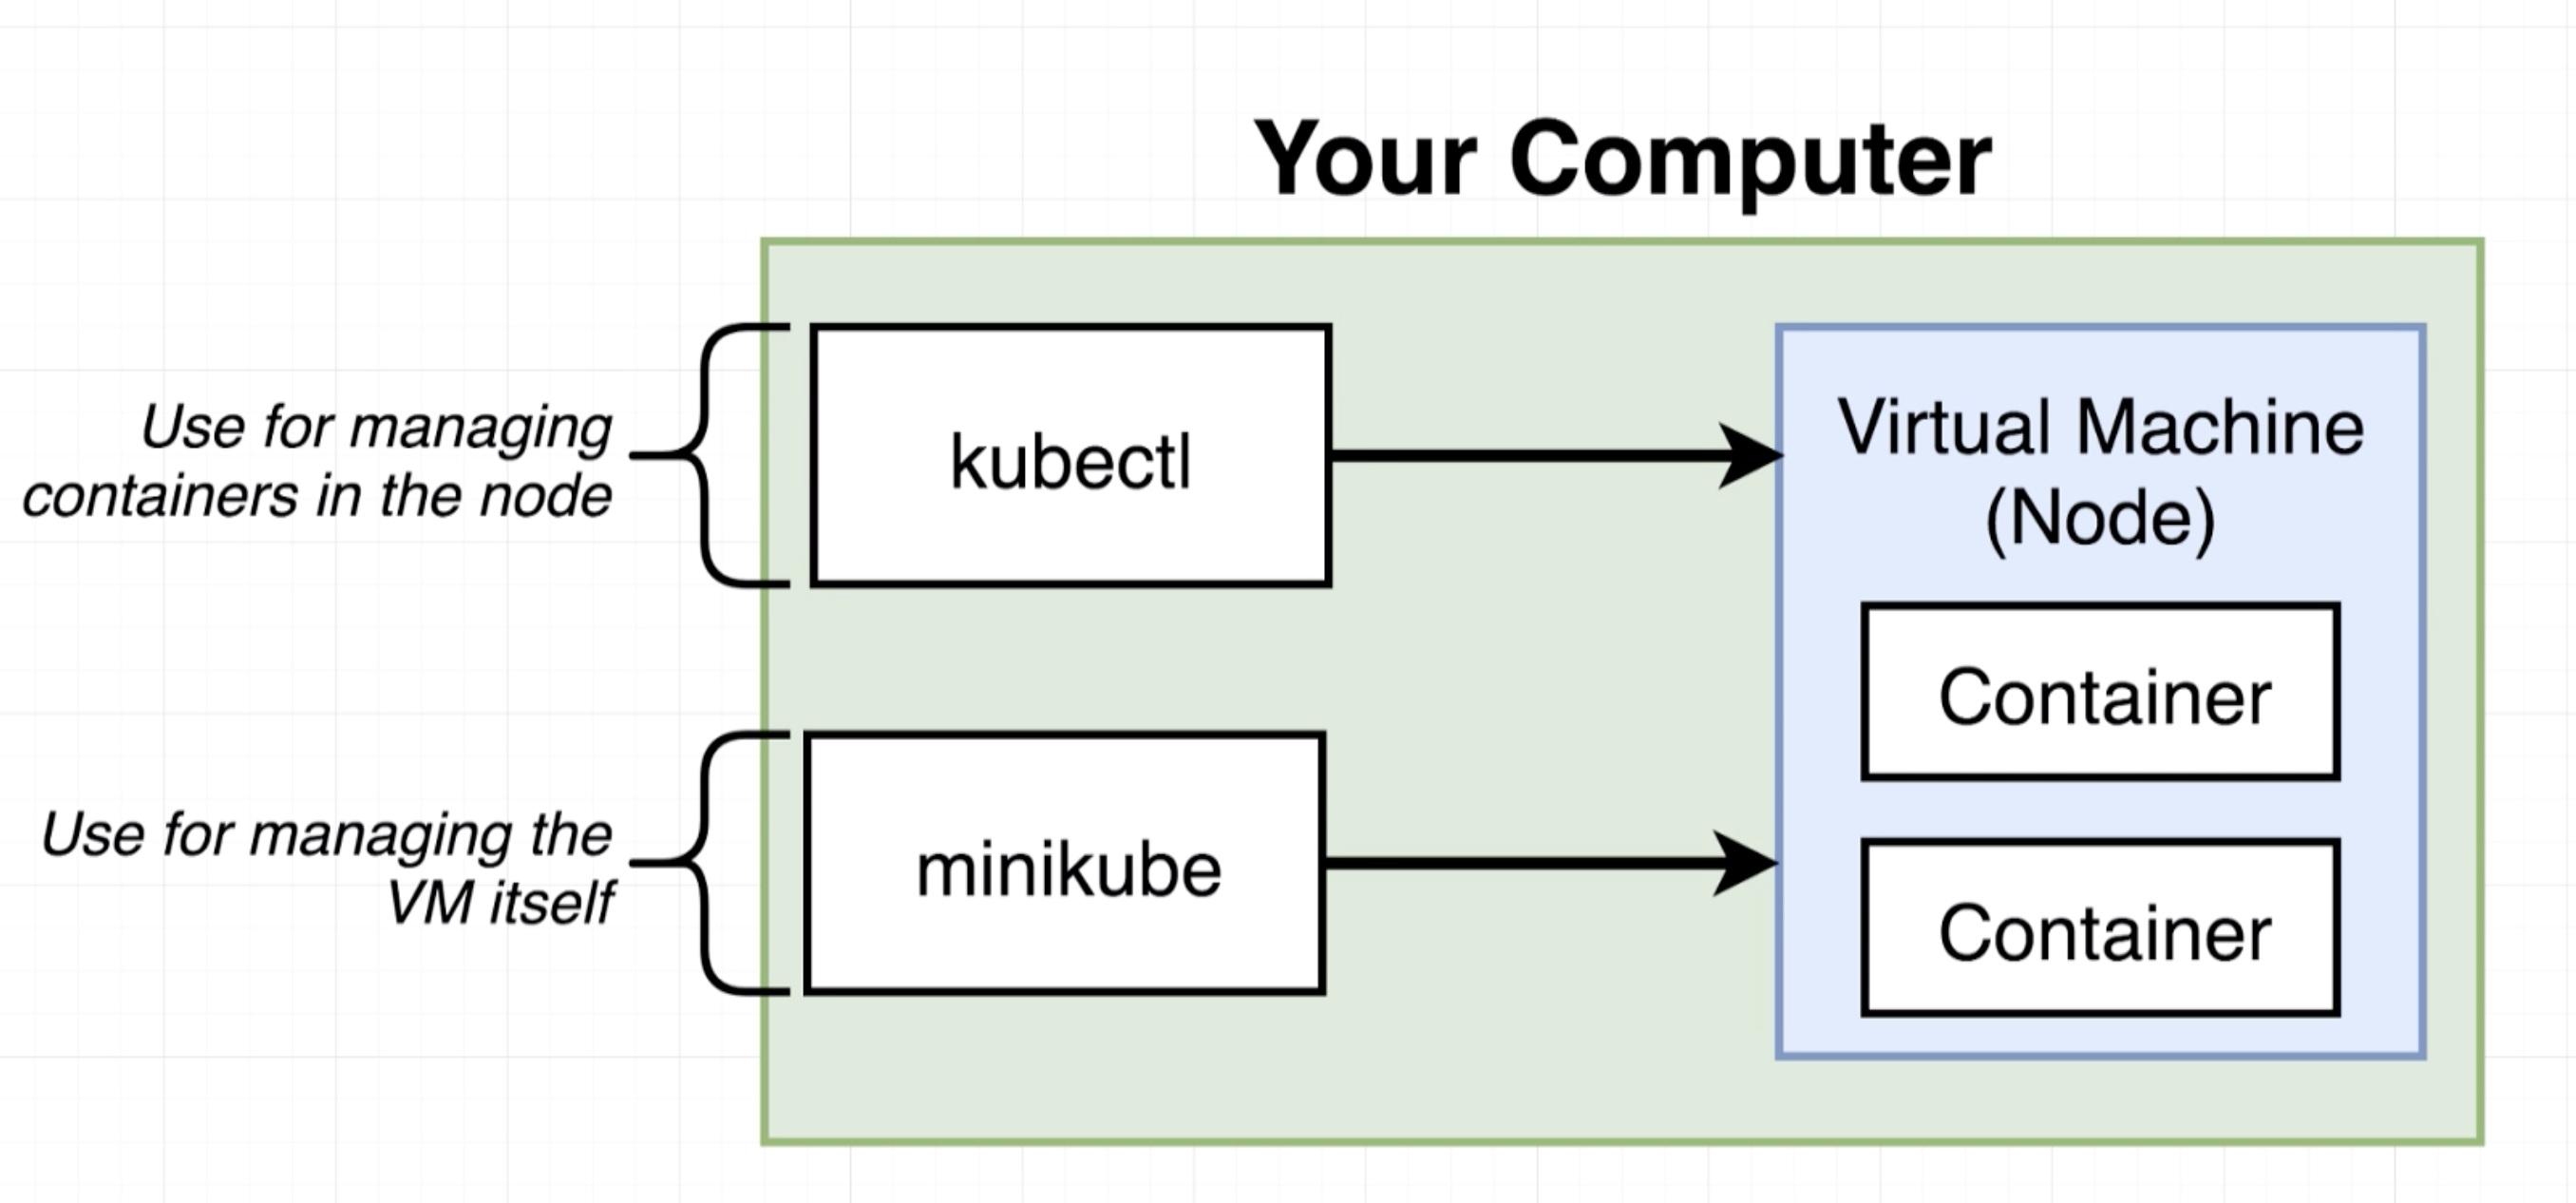 Your Computer
Use for managing
containers in the node
kubectl
Virtual Machine
(Node)
Container
Use for managing the
VM itself
minikube
Container